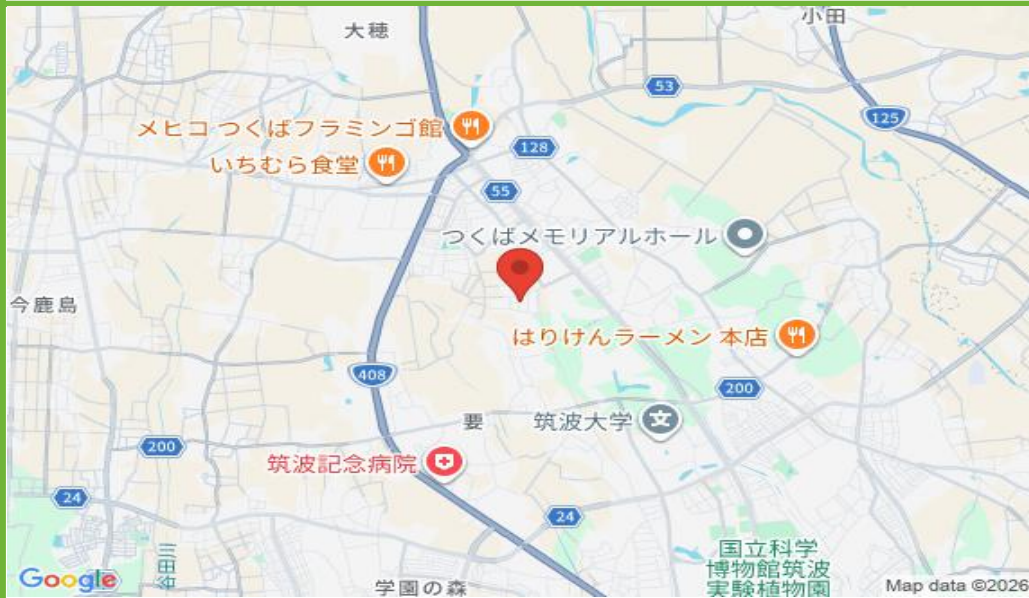 大穂
小田
53
125
メヒコ つくばフラミンゴ館
128
いちむら食堂
55
つくばメモリアルホール
今鹿島
はりけんラーメン 本店
408
200
要
筑波大学
200
筑波記念病院
24
24
谷田川
国立科学
博物館筑波
実験植物園
Google
学園の森
Map data ©2026